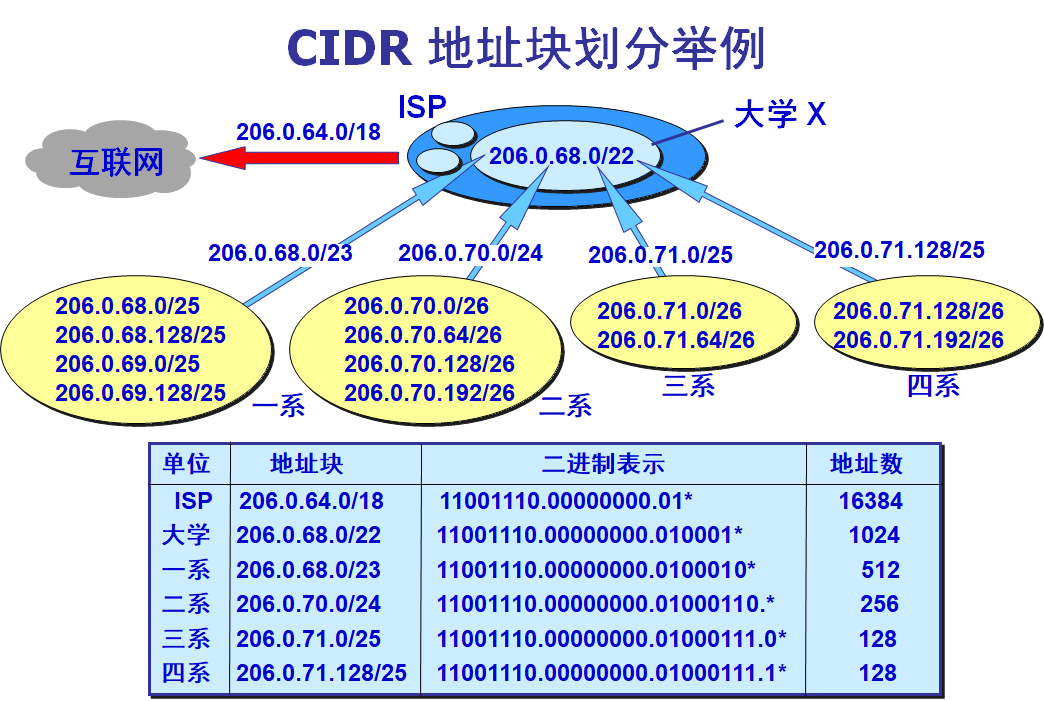 CIDR 地址块划分举例
ISP
大学 X
206.0.64.0/18
互联网
206.0.68.0/22
206.0.68.0/23
206.0.70.0/24
206.0.71.0/25
206.0.71.128/25
206.0.68.0/25
206.0.68.128/25
206.0.69.0/25
206.0.69.128/25
一系
206.0.70.0/26
206.0.70.64/26
206.0.70.128/26
206.0.70.192/26
二系
206.0.71.0/26
206.0.71.64/26
三系
206.0.71.128/26
206.0.71.192/26
四系
单位 地址块 二进制表示 地址数
ISP 206.0.64.0/18 11001110.00000000.01* 16384
大学 206.0.68.0/22 11001110.00000000.010001* 1024
一系 206.0.68.0/23 11001110.00000000.0100010* 512
二系 206.0.70.0/24 11001110.00000000.01000110.* 256
三系 206.0.71.0/25 11001110.00000000.01000111.0* 128
四系 206.0.71.128/25 11001110.00000000.01000111.1* 128